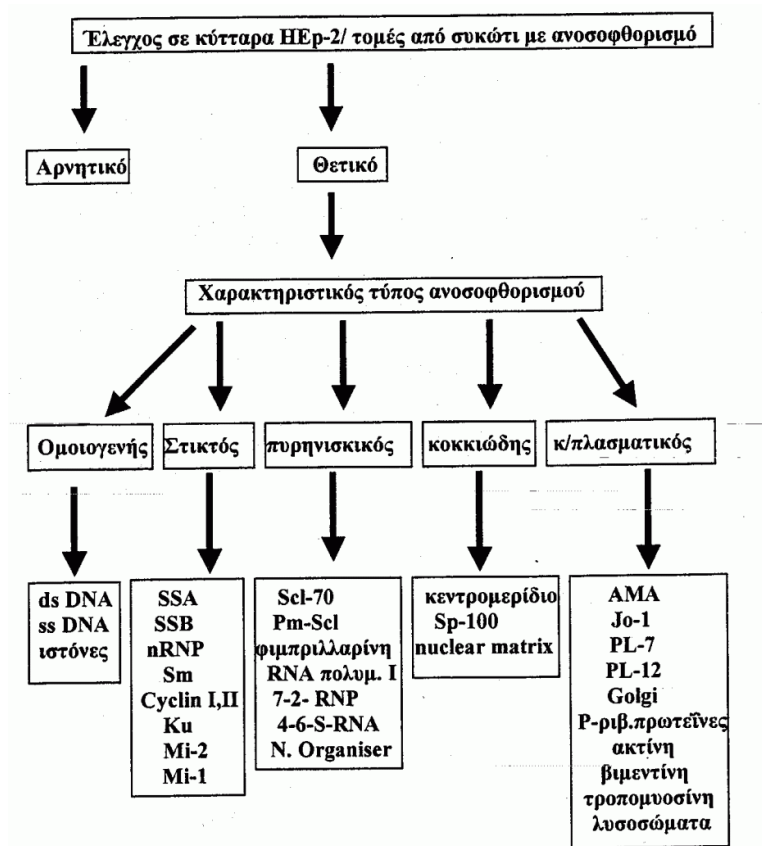 Έλεγχος σε κύτταρα HEp-2/ τομές από συκώτι με ανοσοφθορισμό
Αρνητικό
Θετικό
Χαρακτηριστικός τύπος ανοσοφθορισμού
Ομοιογενής
Στικτός
πυρηνισκικός
κοκκιώδης
κ/πλασματικός
ds DNA
ss DNA
ιστόνες
SSA
SSB
nRNP
Sm
Cyclin I,II
Ku
Mi-2
Mi-1
Scl-70
Pm-Scl
φιμπριλλαρίνη
RNA πολυμ. I
7-2- RNP
4-6-S-RNA
N. Organiser
κεντρομερίδιο
Sp-100
nuclear matrix
AMA
Jo-1
PL-7
PL-12
Golgi
P-ριβ.πρωτεΐνες
ακτίνη
βιμεντίνη
τροπομυοσίνη
λυσοσώματα